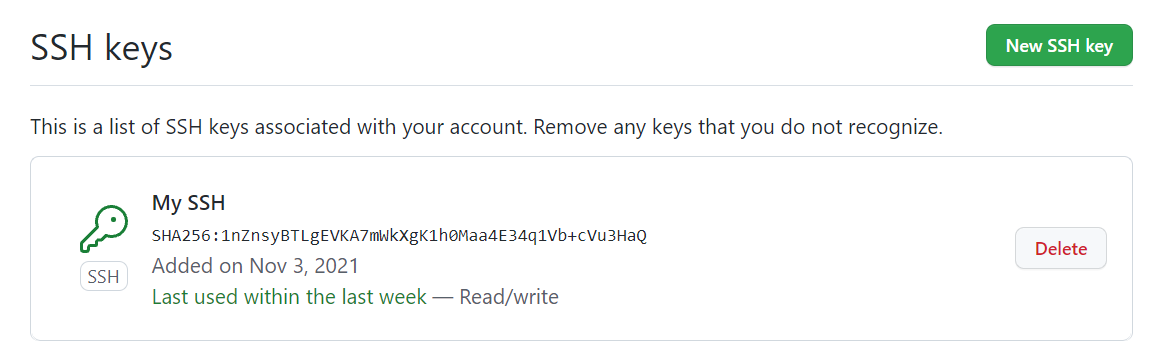 SSH keys
New SSH key
This is a list of SSH keys associated with your account. Remove any keys that you do not recognize.
My SSH
SHA256:1nZnsyBTLgEVKA7mWkXgK1h0Maa4E34q1Vb+cVu3HaQ
Added on Nov 3, 2021
Last used within the last week — Read/write
SSH
Delete